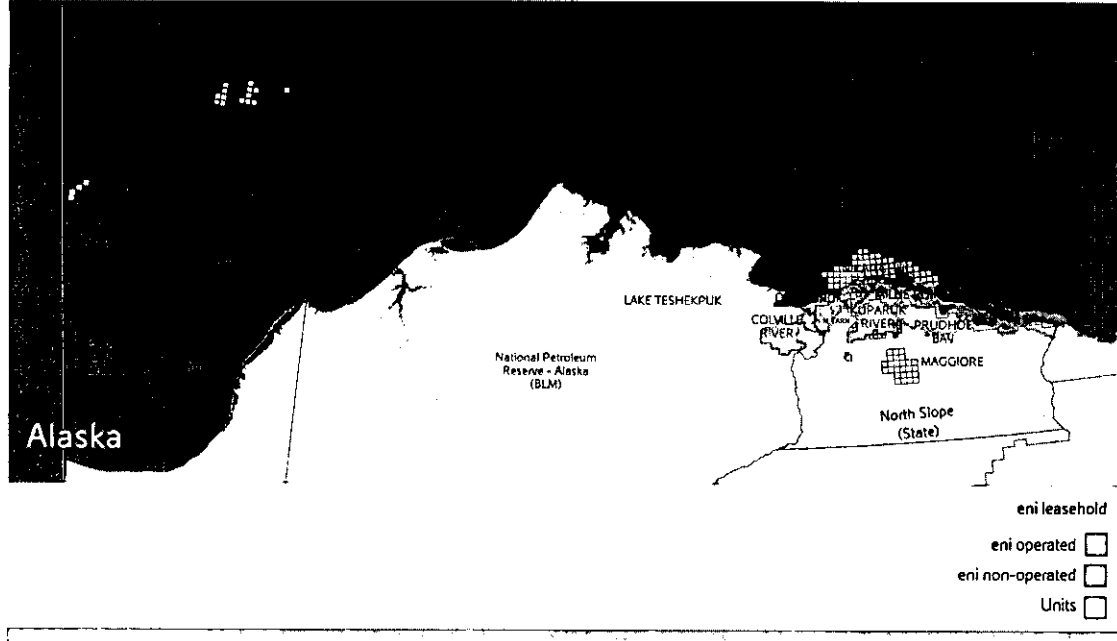 LAKE TESHEKPUK
COLVILLE
RIVER
KUPARUK
RIVER
PRUDHOE
BAY
MAGGIORE
National Petroleum
Reserve - Alaska
(BLM)
North Slope
(State)
Alaska
eni leasehold
eni operated
eni non-operated
Units